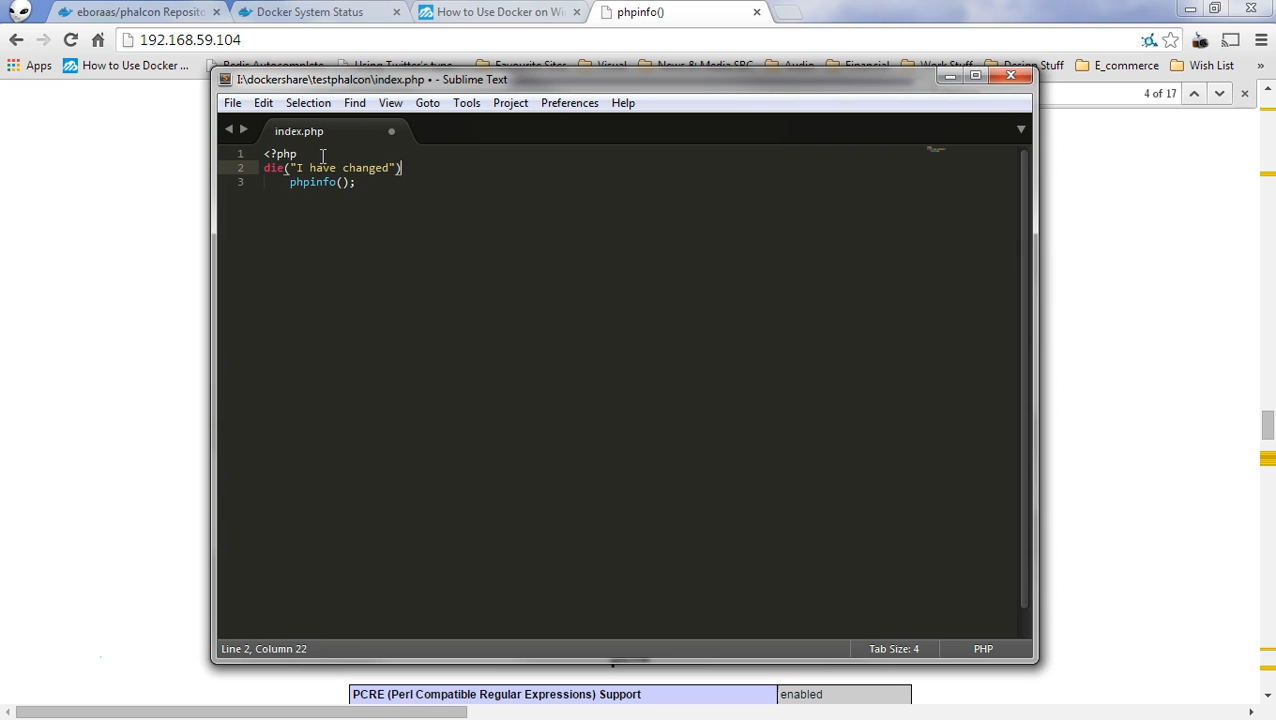 eboraas/phalcon Reposito
Docker System Status
How to Use Docker on Wi
phpinfo()
192.168.59.104
Apps
How to Use Docker ...
Redis Autocomplete
Using Twitter's type
Favourite Sites
Visual
News & Media SRC
Audio
Financial
Work Stuff
Design Stuff
E_commerce
Wish List
»
I:\dockershare\testphalcon\index.php • - Sublime Text
4 of 17
File Edit Selection Find View Goto Tools Project Preferences Help
index.php
1 <?php
2 die("I have changed")
3 phpinfo();
Line 2, Column 22
Tab Size: 4
PHP
PCRE (Perl Compatible Regular Expressions) Support
enabled